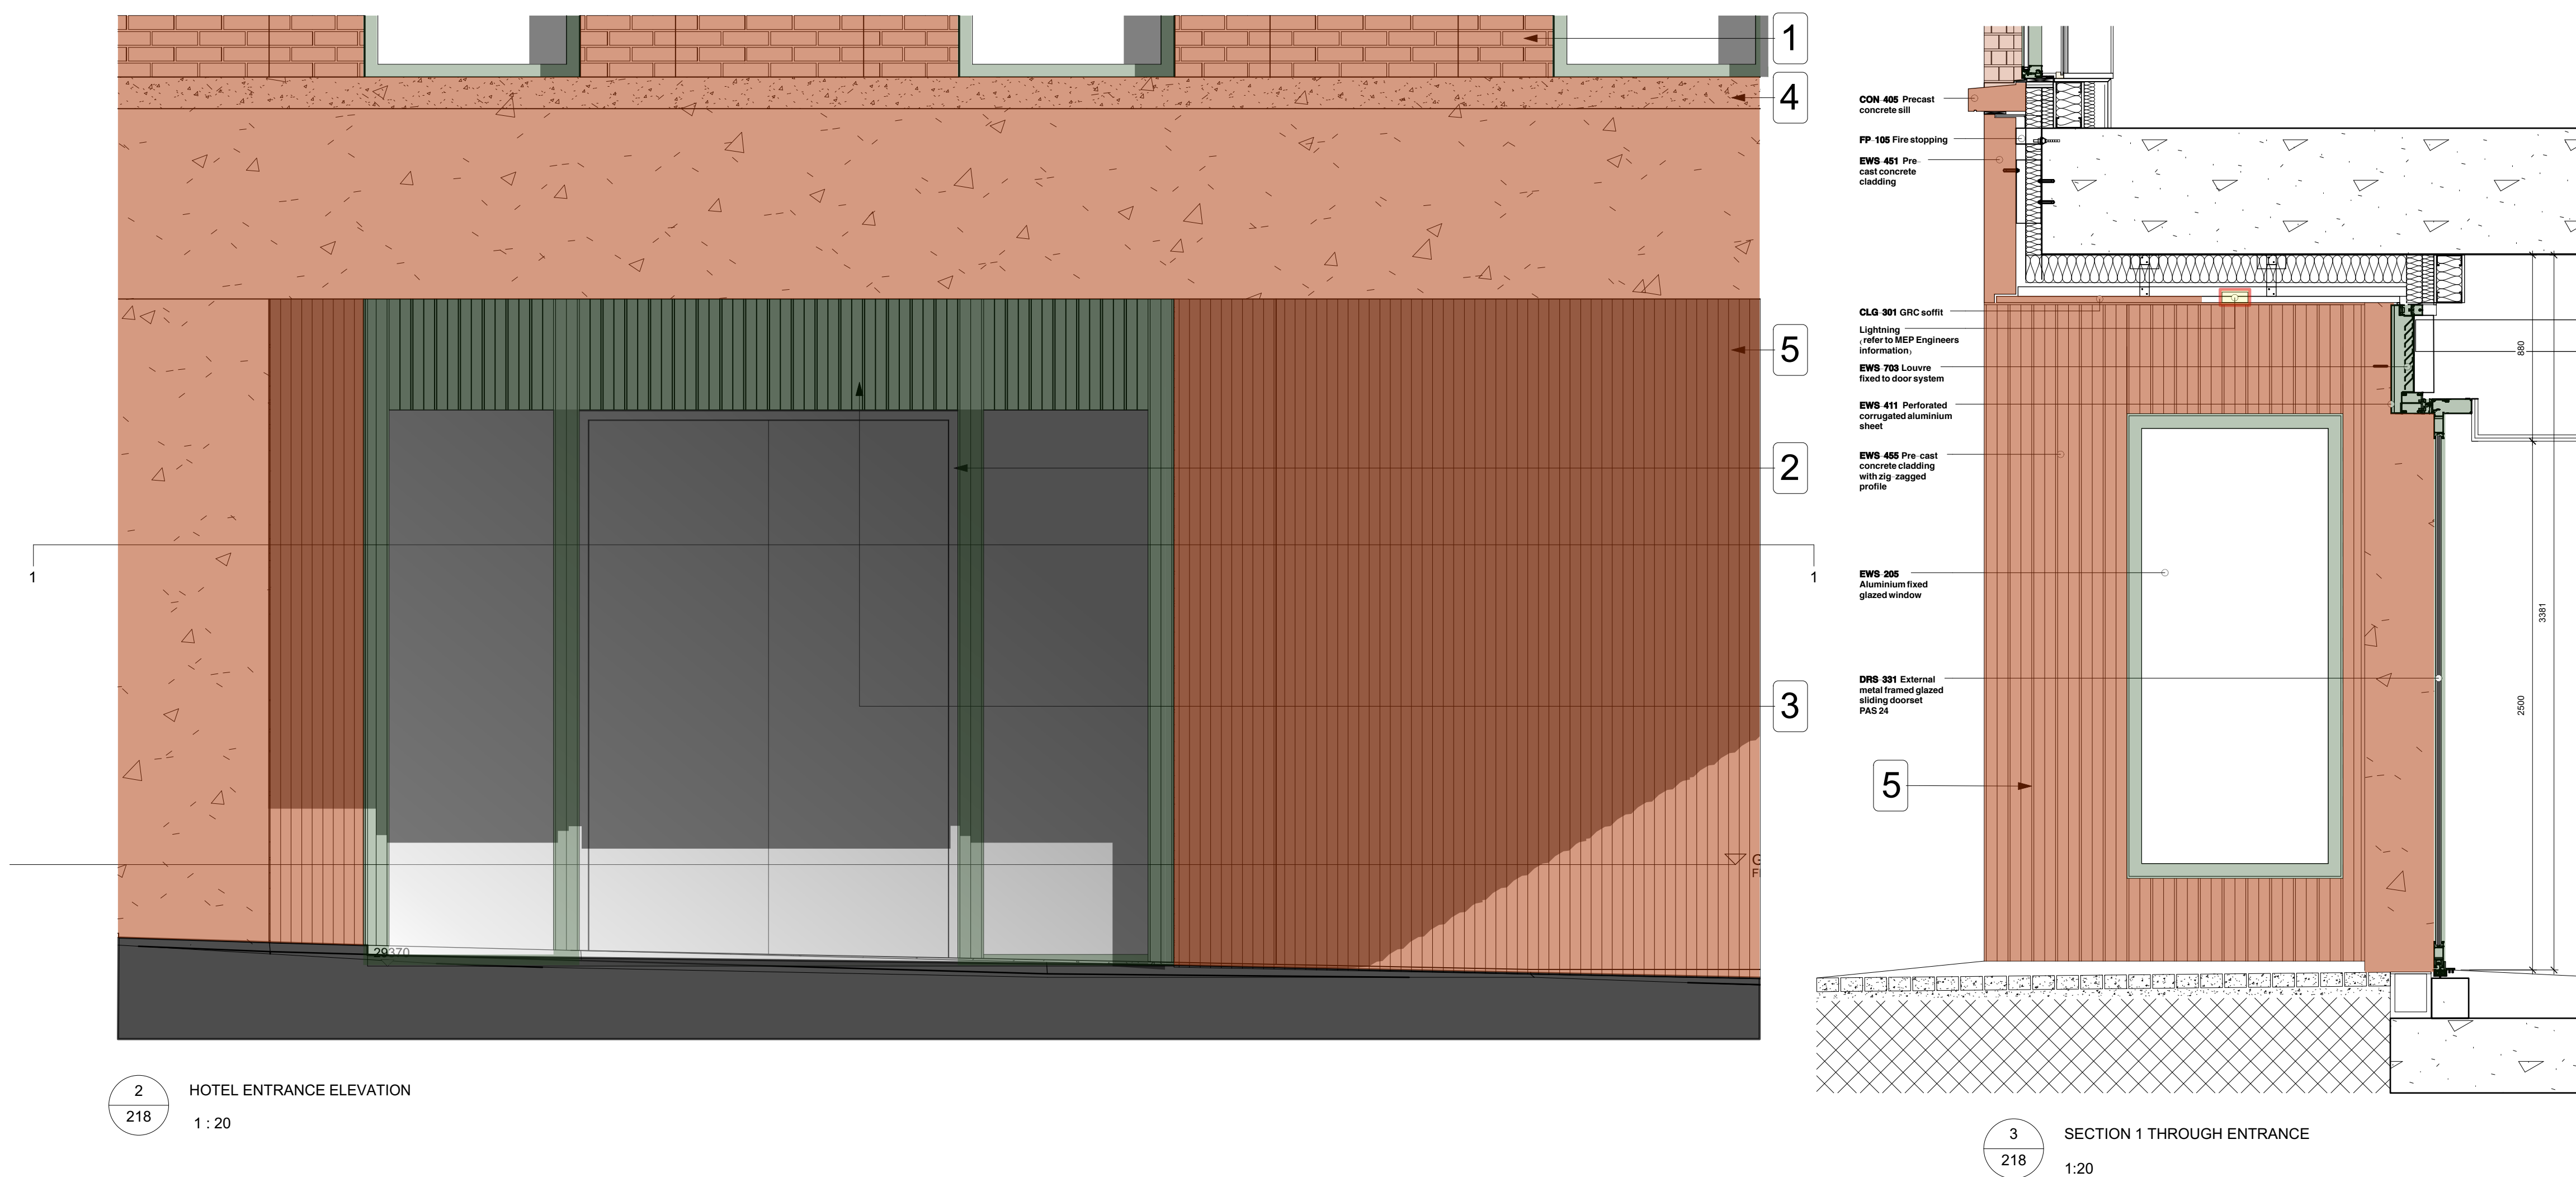 1
4
5
2
3
1
1
G
29370
2
218
HOTEL ENTRANCE ELEVATION
1 : 20
CON 405 Precast
concrete sill
FP-105 Fire stopping
EWS 451 Pre-
cast concrete
cladding
CLG 301 GRC soffit
Lightning
(refer to MEP Engineers
information)
EWS 703 Louvre
fixed to door system
EWS 411 Perforated
corrugated aluminium
sheet
EWS 455 Pre-cast
concrete cladding
with zig-zagged
profile
EWS 205
Aluminium fixed
glazed window
DRS 331 External
metal framed glazed
sliding doorset
PAS 24
5
880
3381
2500
3
218
SECTION 1 THROUGH ENTRANCE
1:20